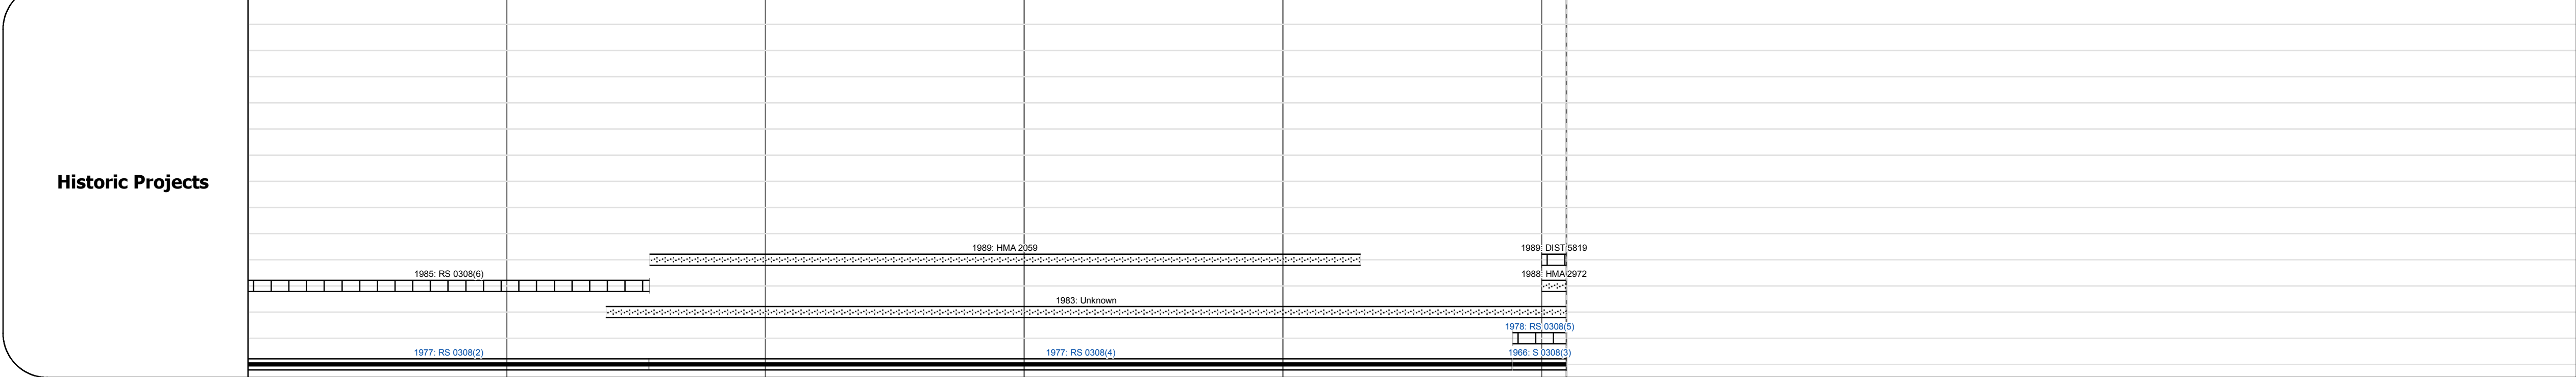 Historic Projects
1989: HMA 2059
1989: DIST 5819
1985: RS 0308(6)
1988: HMA 2972
1983: Unknown
1978: RS 0308(5)
1977: RS 0308(2)
1977: RS 0308(4)
1966: S 0308(3)